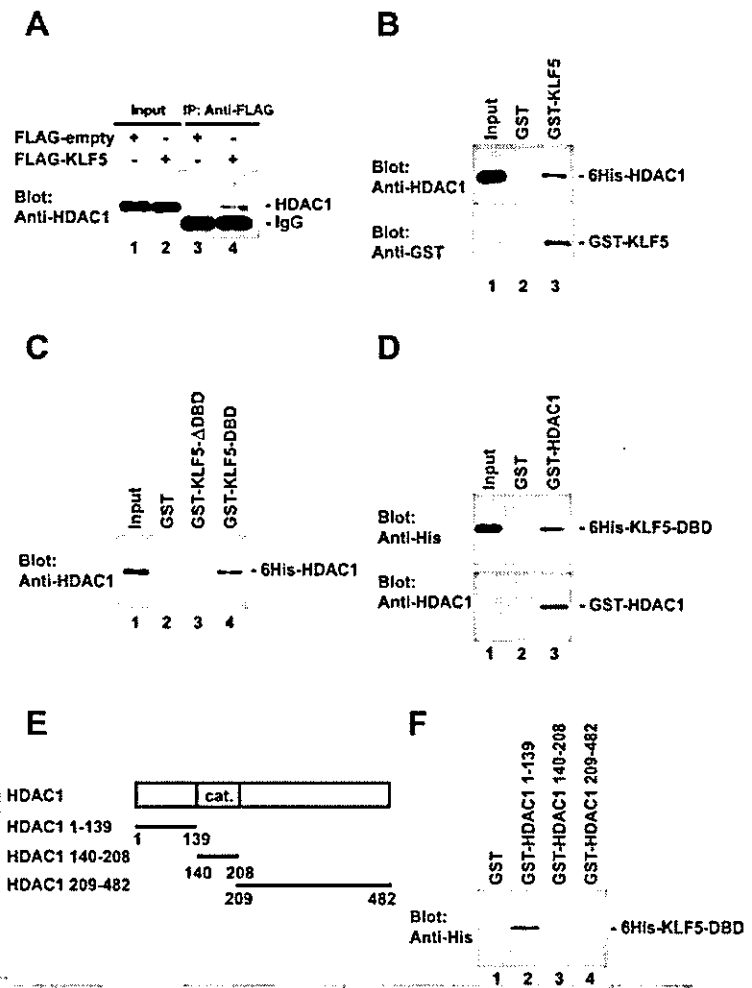 A
Input IP: Anti-FLAG
FLAG-empty + - + -
FLAG-KLF5 - + - +
Blot:
Anti-HDAC1
- HDAC1
- IgG
1 2 3 4
B
Input
GST
GST-KLF5
Blot:
Anti-HDAC1
- 6His-HDAC1
Blot:
Anti-GST
- GST-KLF5
1 2 3
C
Input
GST
GST-KLF5-ΔDBD
GST-KLF5-DBD
Blot:
Anti-HDAC1
- 6His-HDAC1
1 2 3 4
D
Input
GST
GST-HDAC1
Blot:
Anti-His
- 6His-KLF5-DBD
Blot:
Anti-HDAC1
- GST-HDAC1
1 2 3
E
HDAC1 cat.
HDAC1 1-139
1 139
HDAC1 140-208
140 208
HDAC1 209-482
209 482
F
GST
GST-HDAC1 1-139
GST-HDAC1 140-208
GST-HDAC1 209-482
Blot:
Anti-His
- 6His-KLF5-DBD
1 2 3 4